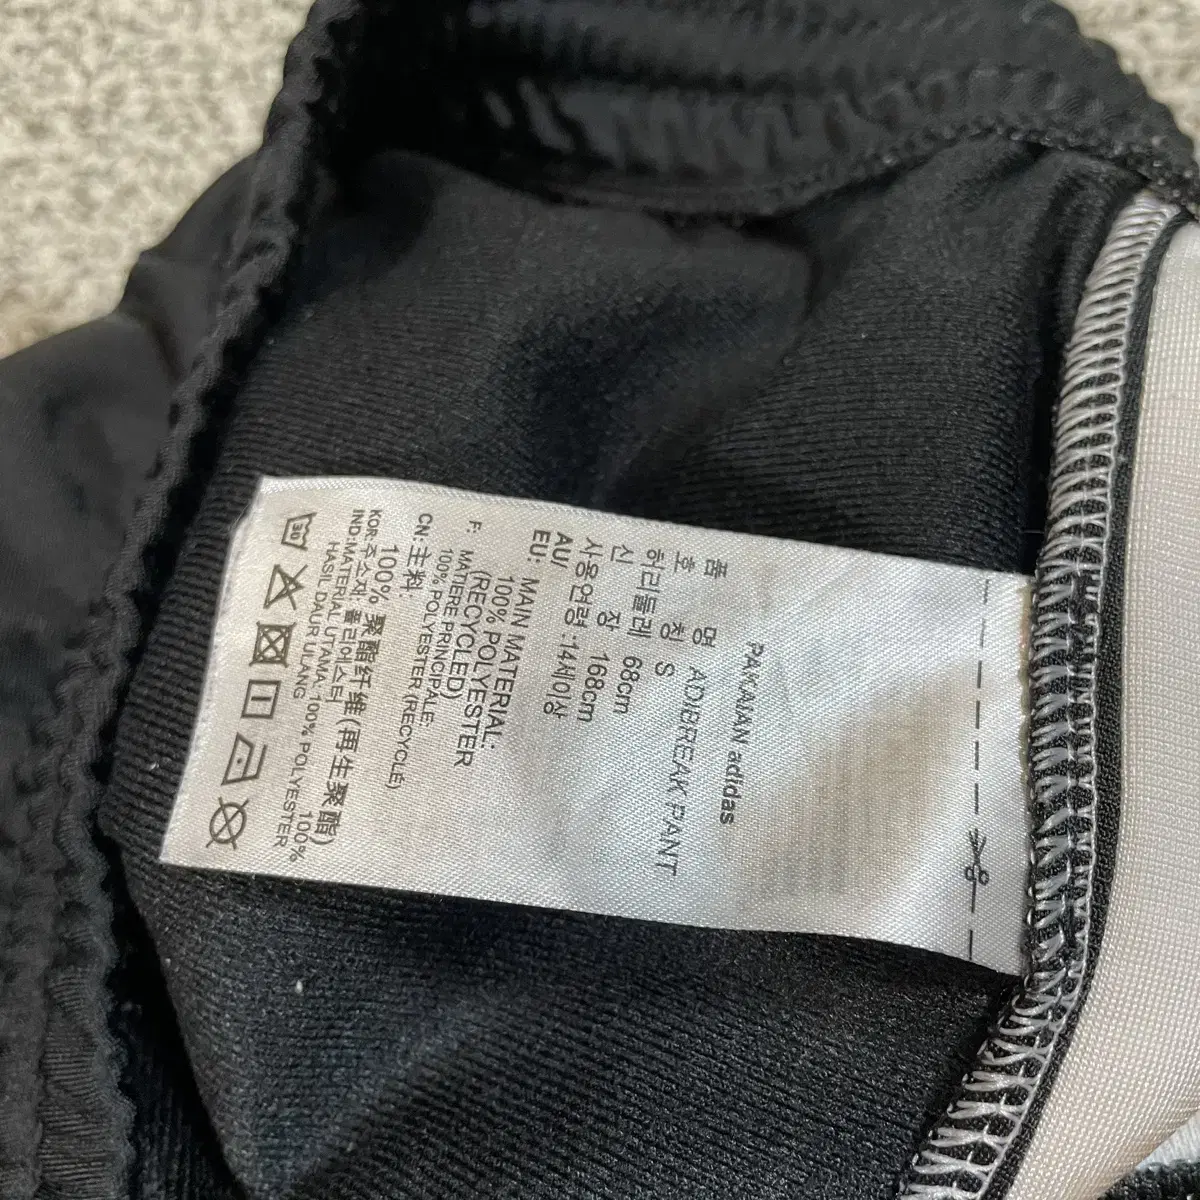 PAKAIAN adidas
품 명 ADIBREAK PANT
호 칭 S
허리둘레 68cm
신 장 168cm
사용연령 :14세이상
AU/
EU: MAIN MATERIAL:
100% POLYESTER
(RECYCLED)
F: MATIERE PRINCIPALE:
100% POLYESTER (RECYCLÉ)
CN:主料:
100% 聚酯纤维(再生聚酯)
KOR:주소재 폴리에스터 100%
IND:MATERIAL UTAMA-100% POLYESTER
HASIL DAUR ULANG
30